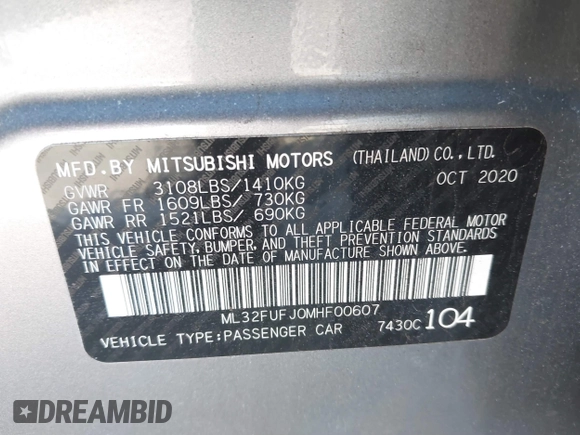 MFD.BY MITSUBISHI MOTORS (THAILAND) CO.,LTD.
GVWR 3108LBS/1410KG OCT 2020
GAWR FR 1609LBS/ 730KG
GAWR RR 1521LBS/ 690KG
THIS VEHICLE CONFORMS TO ALL APPLICABLE FEDERAL MOTOR
VEHICLE SAFETY, BUMPER, AND THEFT PREVENTION STANDARDS
IN EFFECT ON THE DATE OF MANUFACTURE SHOWN ABOVE.
ML32FUFJ0MHF00607
VEHICLE TYPE:PASSENGER CAR 7430C 104
DREAMBID